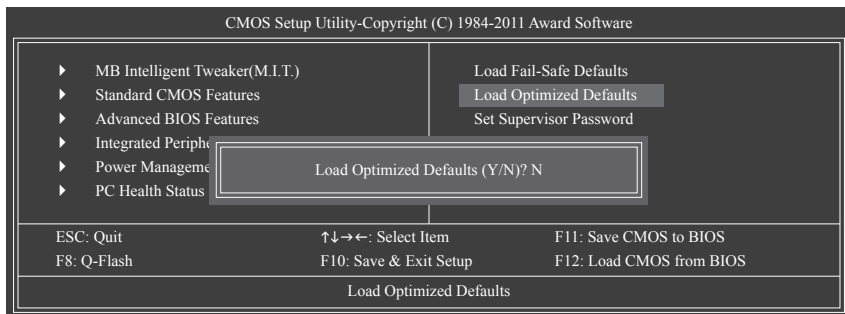 CMOS Setup Utility-Copyright (C) 1984-2011 Award Software
MB Intelligent Tweaker(M.I.T.)
Standard CMOS Features
Advanced BIOS Features
Integrated Periphe
Power Manageme
PC Health Status
Load Fail-Safe Defaults
Load Optimized Defaults
Set Supervisor Password
Load Optimized Defaults (Y/N)? N
ESC: Quit ↑↓→←: Select Item F11: Save CMOS to BIOS
F8: Q-Flash F10: Save & Exit Setup F12: Load CMOS from BIOS
Load Optimized Defaults